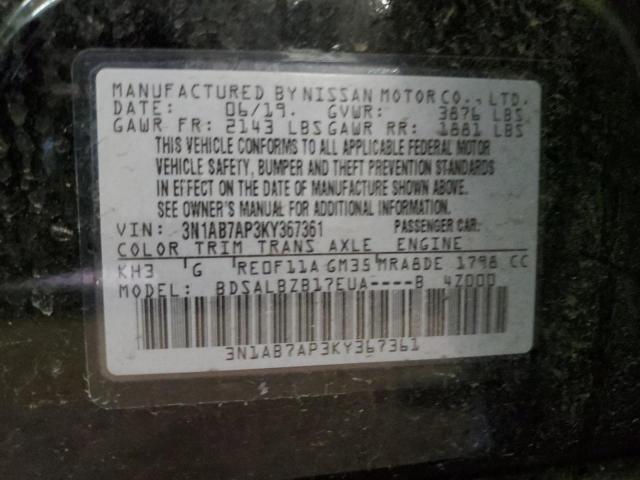 MANUFACTURED BY NISSAN MOTOR CO., LTD.
DATE: 06/19. GVWR: 3876 LBS
GAWR FR: 2143 LBS GAWR RR: 1881 LBS
THIS VEHICLE CONFORMS TO ALL APPLICABLE FEDERAL MOTOR
VEHICLE SAFETY, BUMPER AND THEFT PREVENTION STANDARDS
IN EFFECT ON THE DATE OF MANUFACTURE SHOWN ABOVE.
SEE OWNER'S MANUAL FOR ADDITIONAL INFORMATION.
VIN: 3N1AB7AP3KY367361 PASSENGER CAR.
COLOR TRIM TRANS AXLE ENGINE
KH3 G RE0F11A GM35 MRA8DE 1798 CC
MODEL: BDSALBZB17EUA----B 4Z000
3N1AB7AP3KY367361